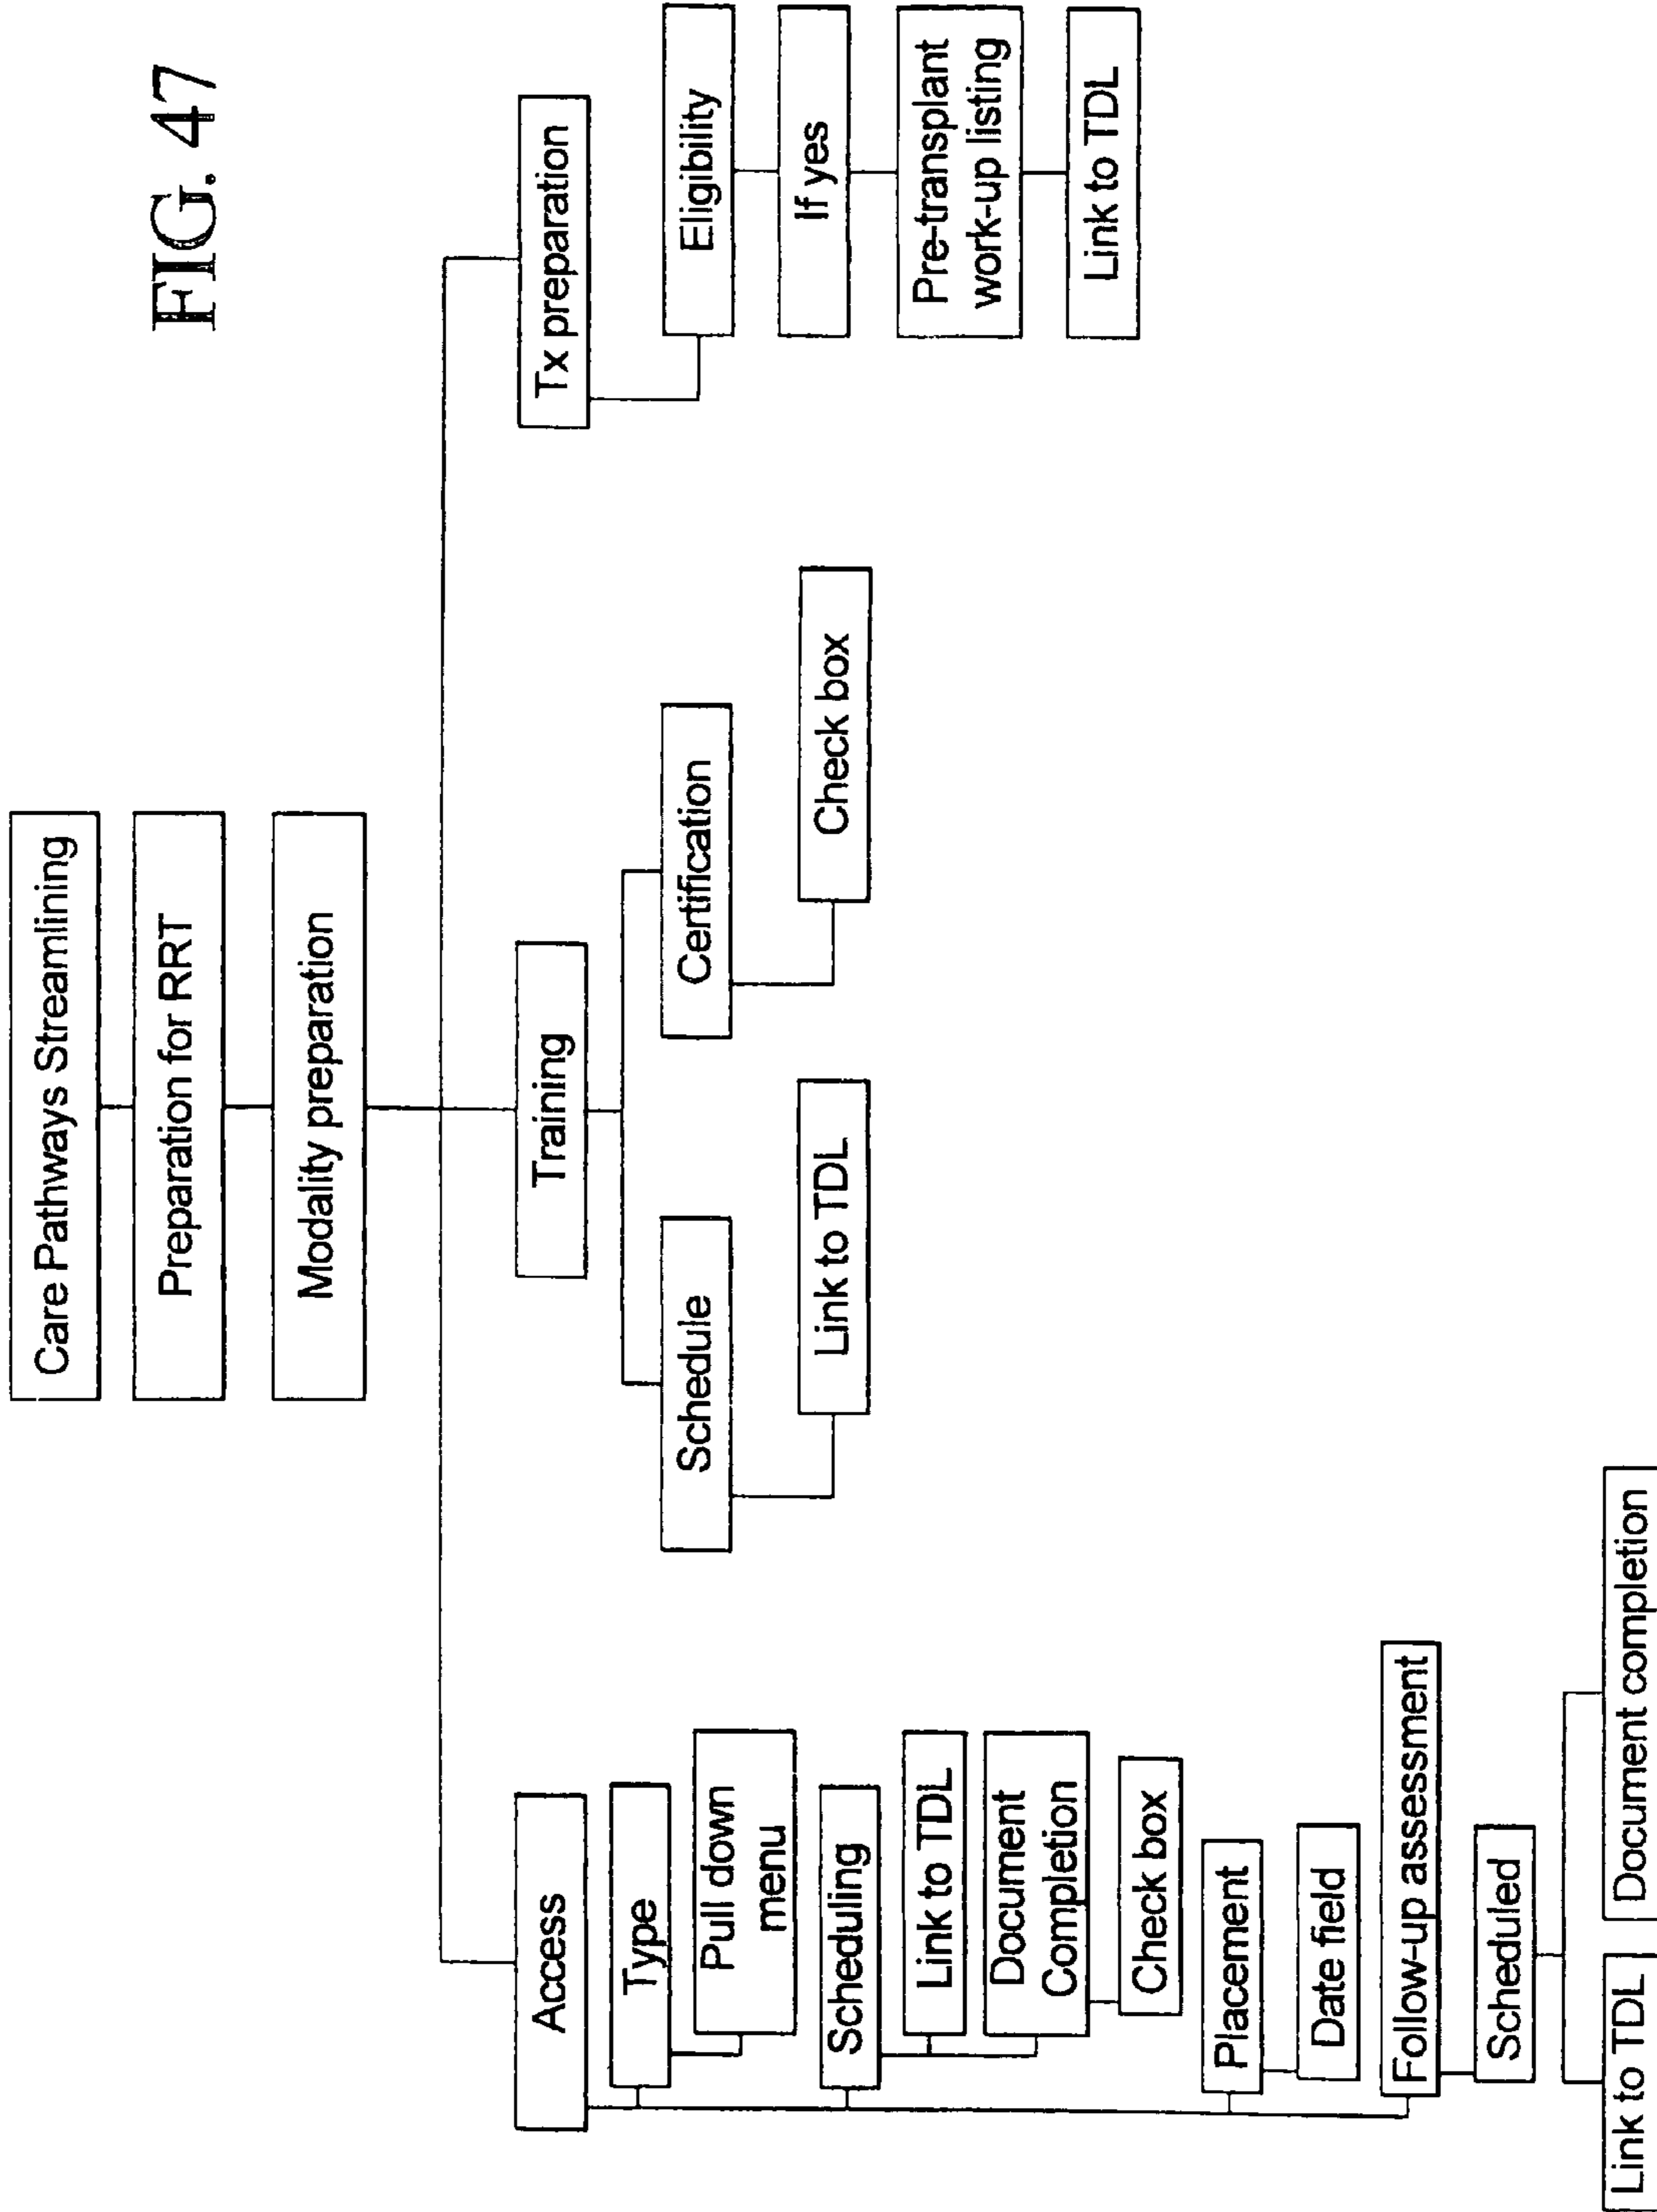 FIG. 47
Care Pathways Streamlining
Preparation for RRT
Modality preparation
Access
Type
Pull down
menu
Scheduling
Link to TDL
Document
Completion
Check box
Placement
Date field
Follow-up assessment
Scheduled
Link to TDL
Document completion
Training
Schedule
Link to TDL
Certification
Check box
Tx preparation
Eligibility
If yes
Pre-transplant
work-up listing
Link to TDL